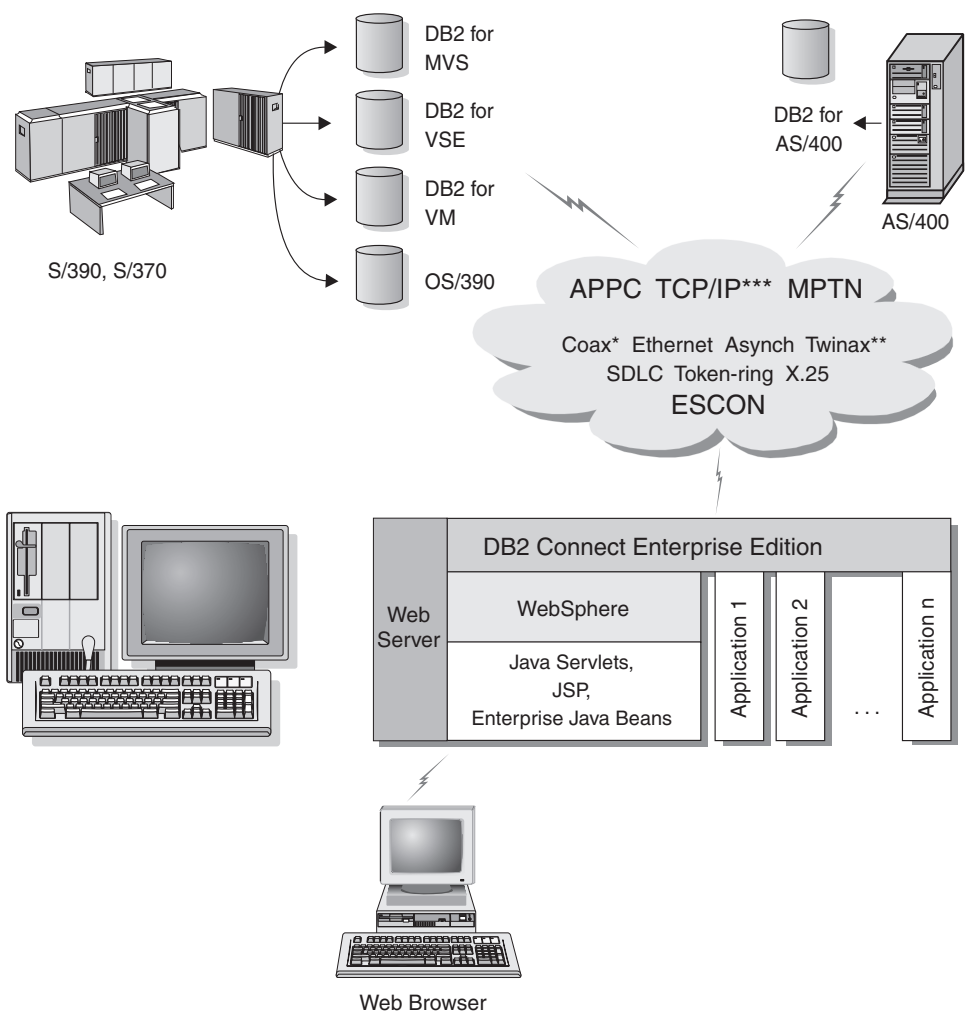 DB2 for
MVS
DB2 for
VSE
DB2 for
VM
OS/390
S/390, S/370
DB2 for
AS/400
AS/400
APPC TCP/IP*** MPTN
Coax* Ethernet Asynch Twinax**
SDLC Token-ring X.25
ESCON
DB2 Connect Enterprise Edition
Web
Server
WebSphere
Java Servlets,
JSP,
Enterprise Java Beans
Application 1
Application 2
. . .
Application n
Web Browser